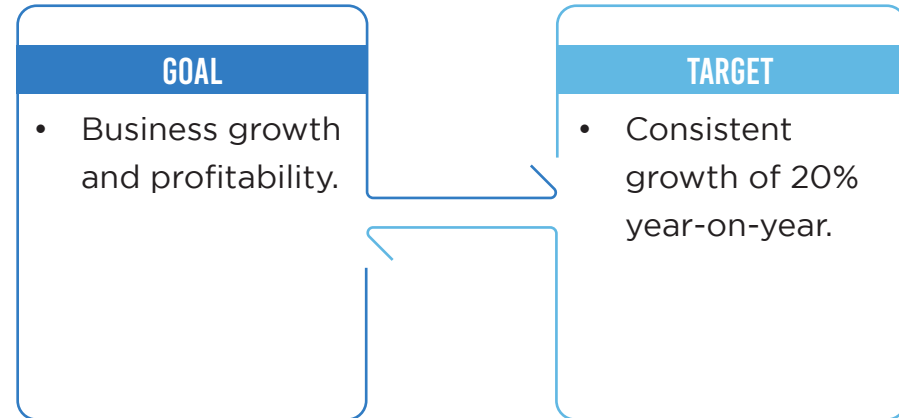 GOAL
• Business growth
and profitability.
TARGET
• Consistent
growth of 20%
year-on-year.